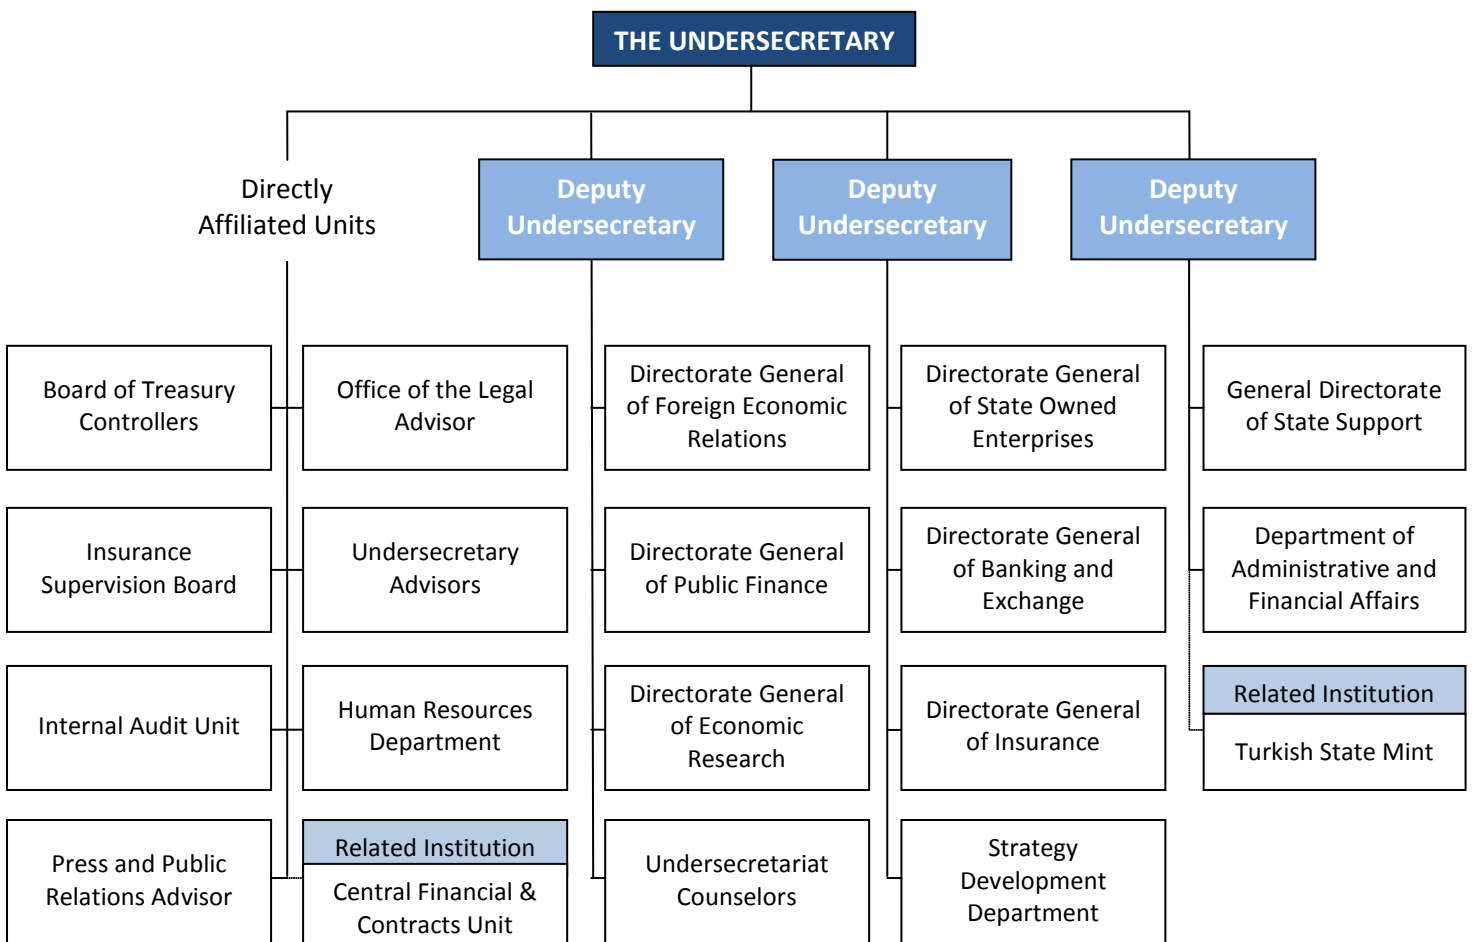 THE UNDERSECRETARY
Directly
Affiliated Units
Deputy
Undersecretary
Deputy
Undersecretary
Deputy
Undersecretary
Board of Treasury
Controllers
Office of the Legal
Advisor
Directorate General
of Foreign Economic
Relations
Directorate General
of State Owned
Enterprises
General Directorate
of State Support
Insurance
Supervision Board
Undersecretary
Advisors
Directorate General
of Public Finance
Directorate General
of Banking and
Exchange
Department of
Administrative and
Financial Affairs
Internal Audit Unit
Human Resources
Department
Directorate General
of Economic
Research
Directorate General
of Insurance
Related Institution
Turkish State Mint
Press and Public
Relations Advisor
Related Institution
Central Financial &
Contracts Unit
Undersecretariat
Counselors
Strategy
Development
Department